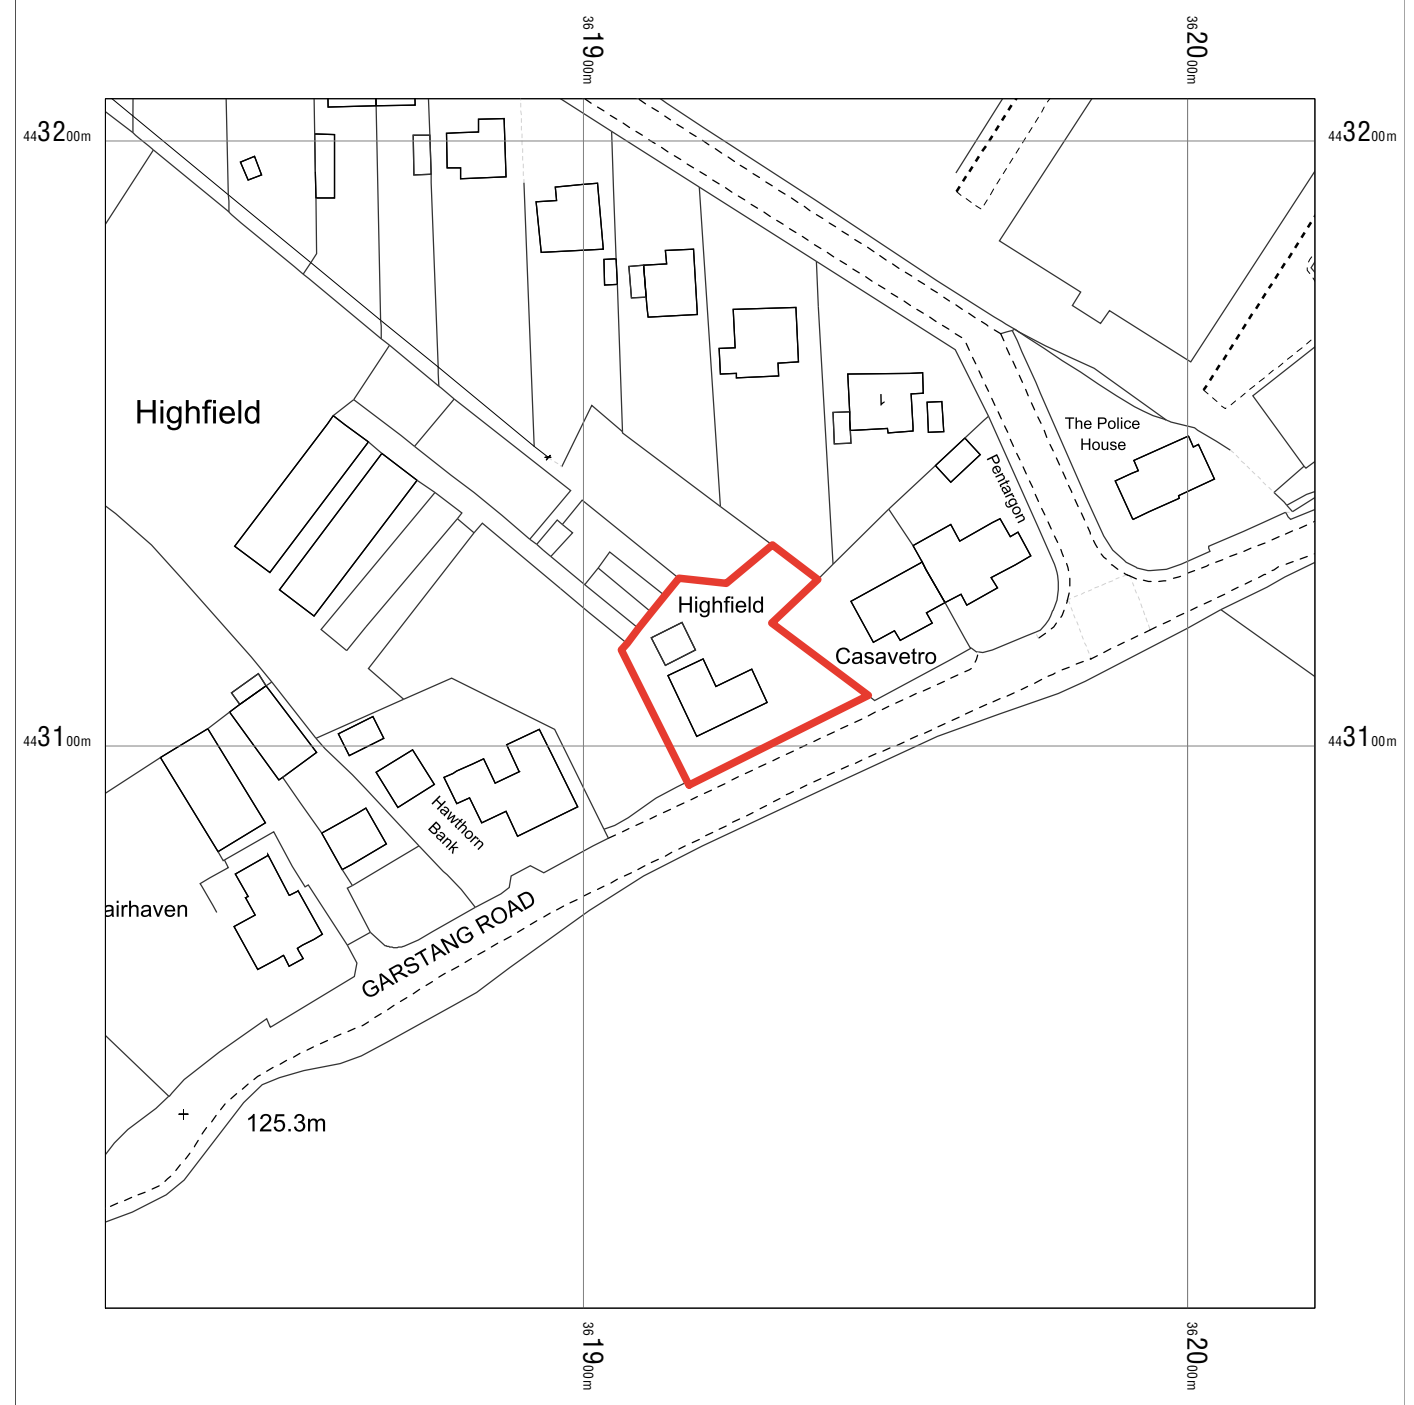 361900m
362000m
443200m
443200m
Highfield
1
The Police
House
Pentargon
Highfield
Casavetro
443100m
443100m
Hawthorn
Bank
airhaven
GARSTANG ROAD
125.3m
361900m
362000m